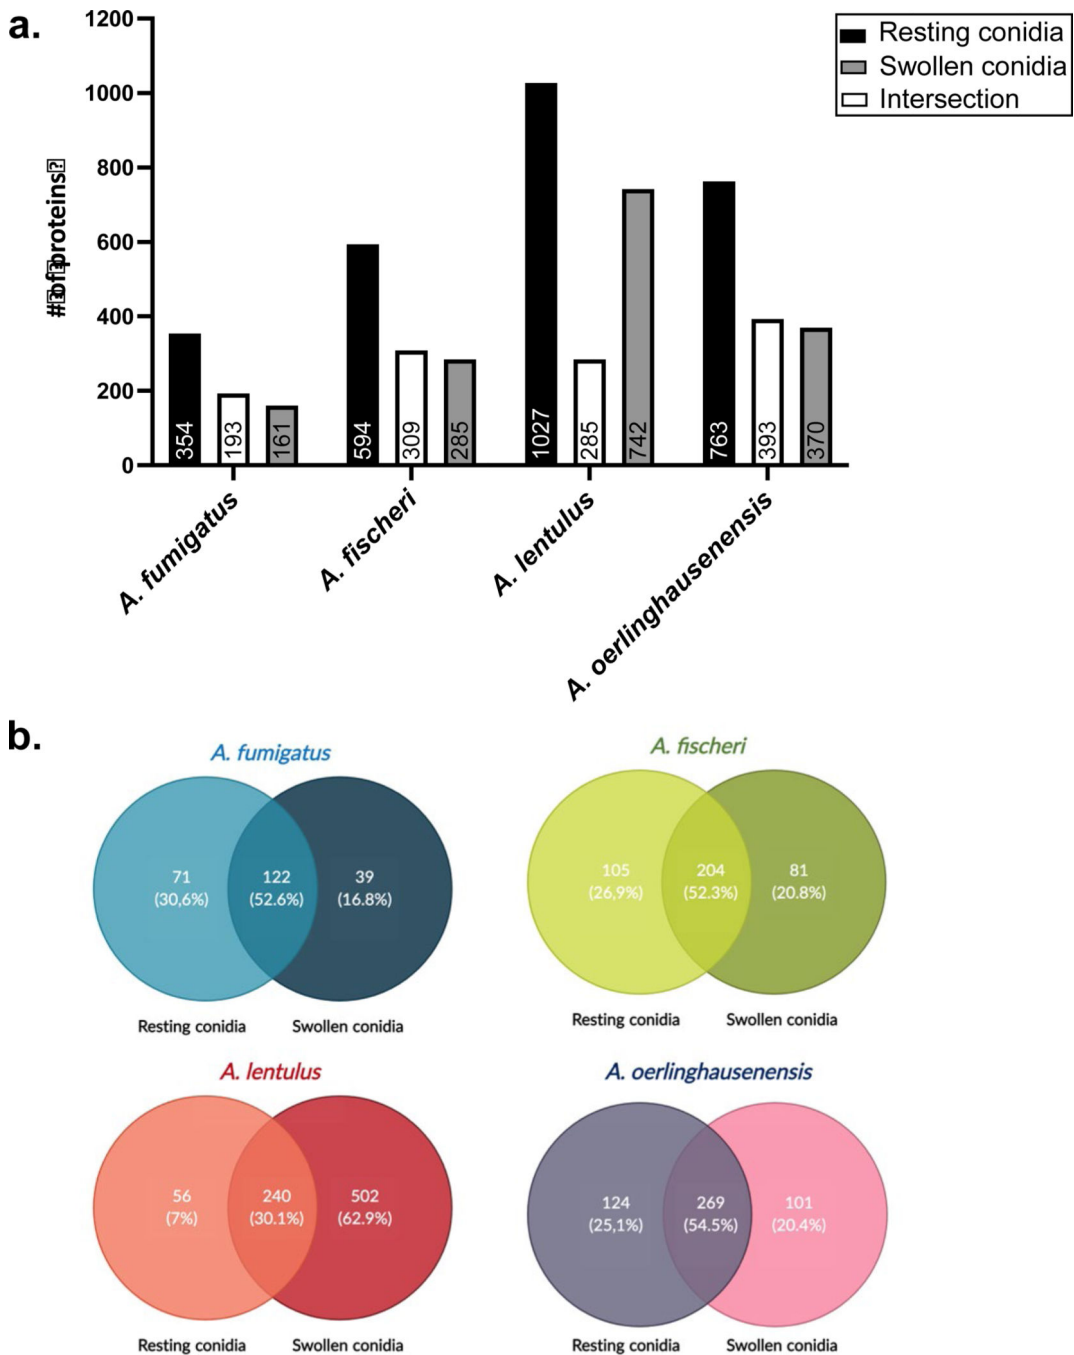 a.
1200
1000
800
600
400
200
0
#⍰of⍰proteins⍰
Resting conidia
Swollen conidia
Intersection
354
193
161
594
309
285
1027
285
742
763
393
370
A. fumigatus
A. fischeri
A. lentulus
A. oerlinghausenensis
b.
A. fumigatus
71
(30,6%)
122
(52.6%)
39
(16.8%)
Resting conidia
Swollen conidia
A. fischeri
105
(26,9%)
204
(52.3%)
81
(20.8%)
Resting conidia
Swollen conidia
A. lentulus
56
(7%)
240
(30.1%)
502
(62.9%)
Resting conidia
Swollen conidia
A. oerlinghausenensis
124
(25,1%)
269
(54.5%)
101
(20.4%)
Resting conidia
Swollen conidia